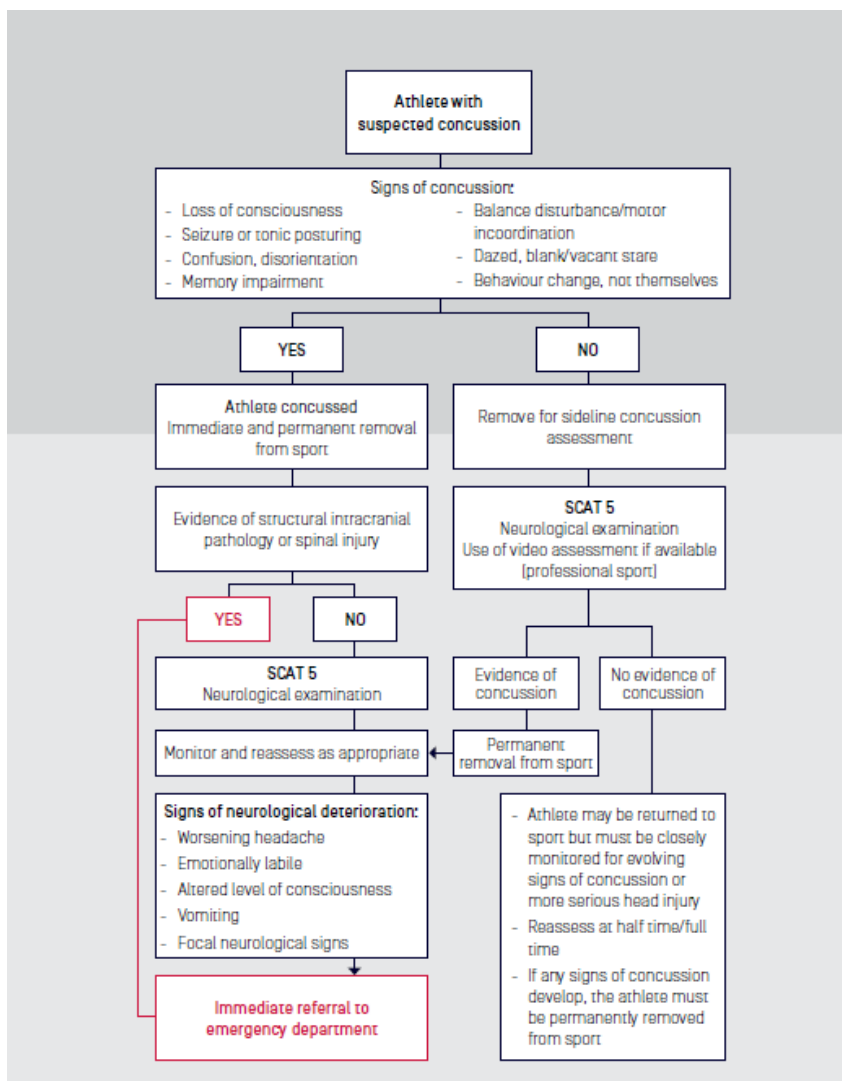 Athlete with
suspected concussion
Signs of concussion:
- Loss of consciousness
- Seizure or tonic posturing
- Confusion, disorientation
- Memory impairment
- Balance disturbance/motor
incoordination
- Dazed, blank/vacant stare
- Behaviour change, not themselves
YES
NO
Athlete concussed
Immediate and permanent removal
from sport
Remove for sideline concussion
assessment
Evidence of structural intracranial
pathology or spinal injury
SCAT 5
Neurological examination
Use of video assessment if available
(professional sport)
YES
NO
SCAT 5
Neurological examination
Evidence of
concussion
No evidence of
concussion
Monitor and reassess as appropriate
Permanent
removal from sport
Signs of neurological deterioration:
- Worsening headache
- Emotionally labile
- Altered level of consciousness
- Vomiting
- Focal neurological signs
- Athlete may be returned to
sport but must be closely
monitored for evolving
signs of concussion or
more serious head injury
- Reassess at half time/full
time
- If any signs of concussion
develop, the athlete must
be permanently removed
from sport
Immediate referral to
emergency department